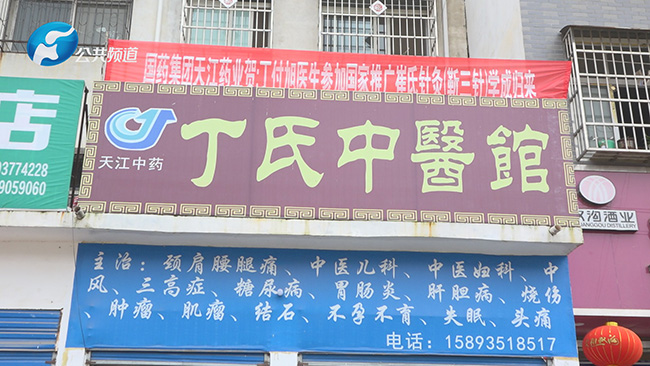 公共频道
国药集团天江药业贺:丁付旭医生参加国家推广崔氏针灸(靳三针)学成归来
店
03774228
9059060
天江中药
丁氏中醫館
沟酒业
ANGGOU DISTILLERY
主治：颈肩腰腿痛、中医儿科、中医妇科、中
风、三高症、糖尿病、胃肠炎、肝胆病、烧伤
、肿瘤、肌瘤、结石、不孕不育、失眠、头痛
电话：15893518517